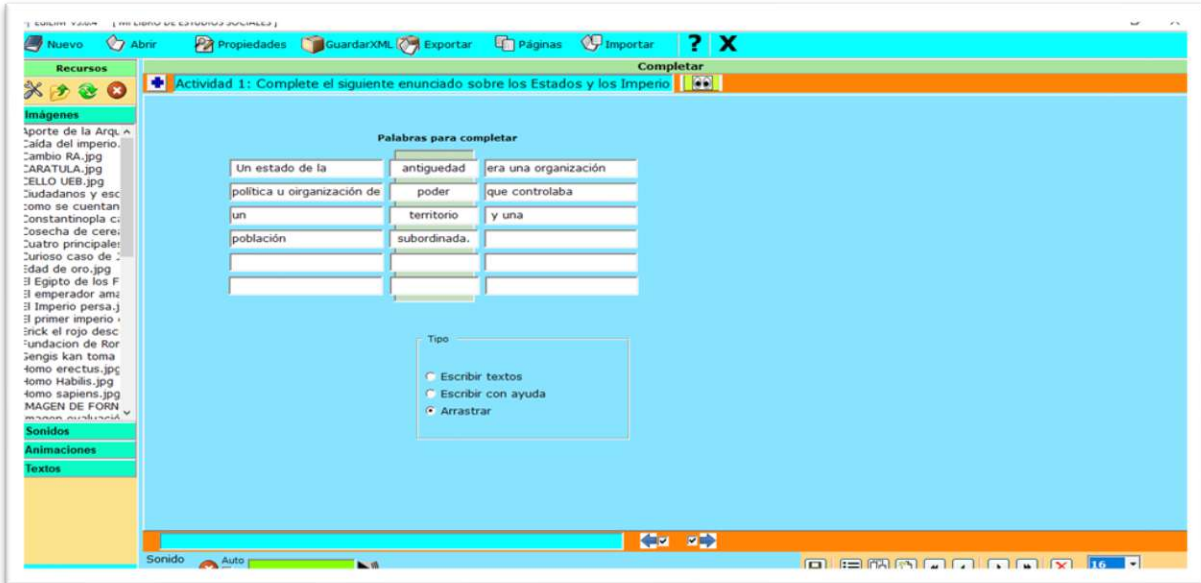 [ MI LIBRO DE ESTUDIOS SOCIALES ]
Nuevo Abrir Propiedades GuardarXML Exportar Páginas Importar ? X
Recursos
Completar
Actividad 1: Complete el siguiente enunciado sobre los Estados y los Imperio
Imágenes
Aporte de la Arqu
Caída del imperio.
Cambio RA.jpg
CARATULA.jpg
CELLO UEB.jpg
Ciudadanos y esc
como se cuentan
Constantinopla ca
Cosecha de cerea
Cuatro principales
Curioso caso de
Edad de oro.jpg
El Egipto de los F
El emperador ama
El Imperio persa.j
El primer imperio
Erick el rojo desc
Fundacion de Ror
Gengis kan toma
Homo erectus.jpg
Homo Habilis.jpg
Homo sapiens.jpg
IMAGEN DE FORN
Sonidos
Animaciones
Textos
Palabras para completar
Un estado de la antiguedad era una organización
política u oirganización de poder que controlaba
un territorio y una
población subordinada.
Tipo
Escribir textos
Escribir con ayuda
Arrastrar
Sonido Auto
16